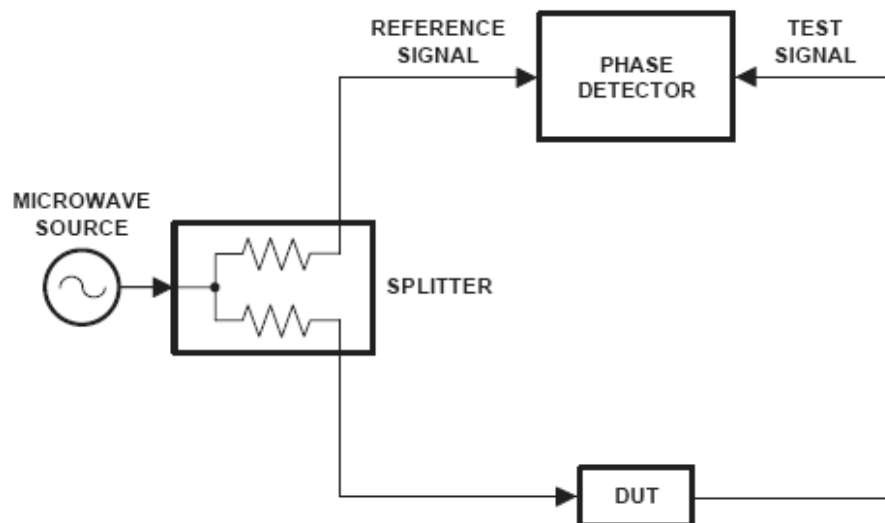 REFERENCE
SIGNAL
PHASE
DETECTOR
TEST
SIGNAL
MICROWAVE
SOURCE
SPLITTER
DUT